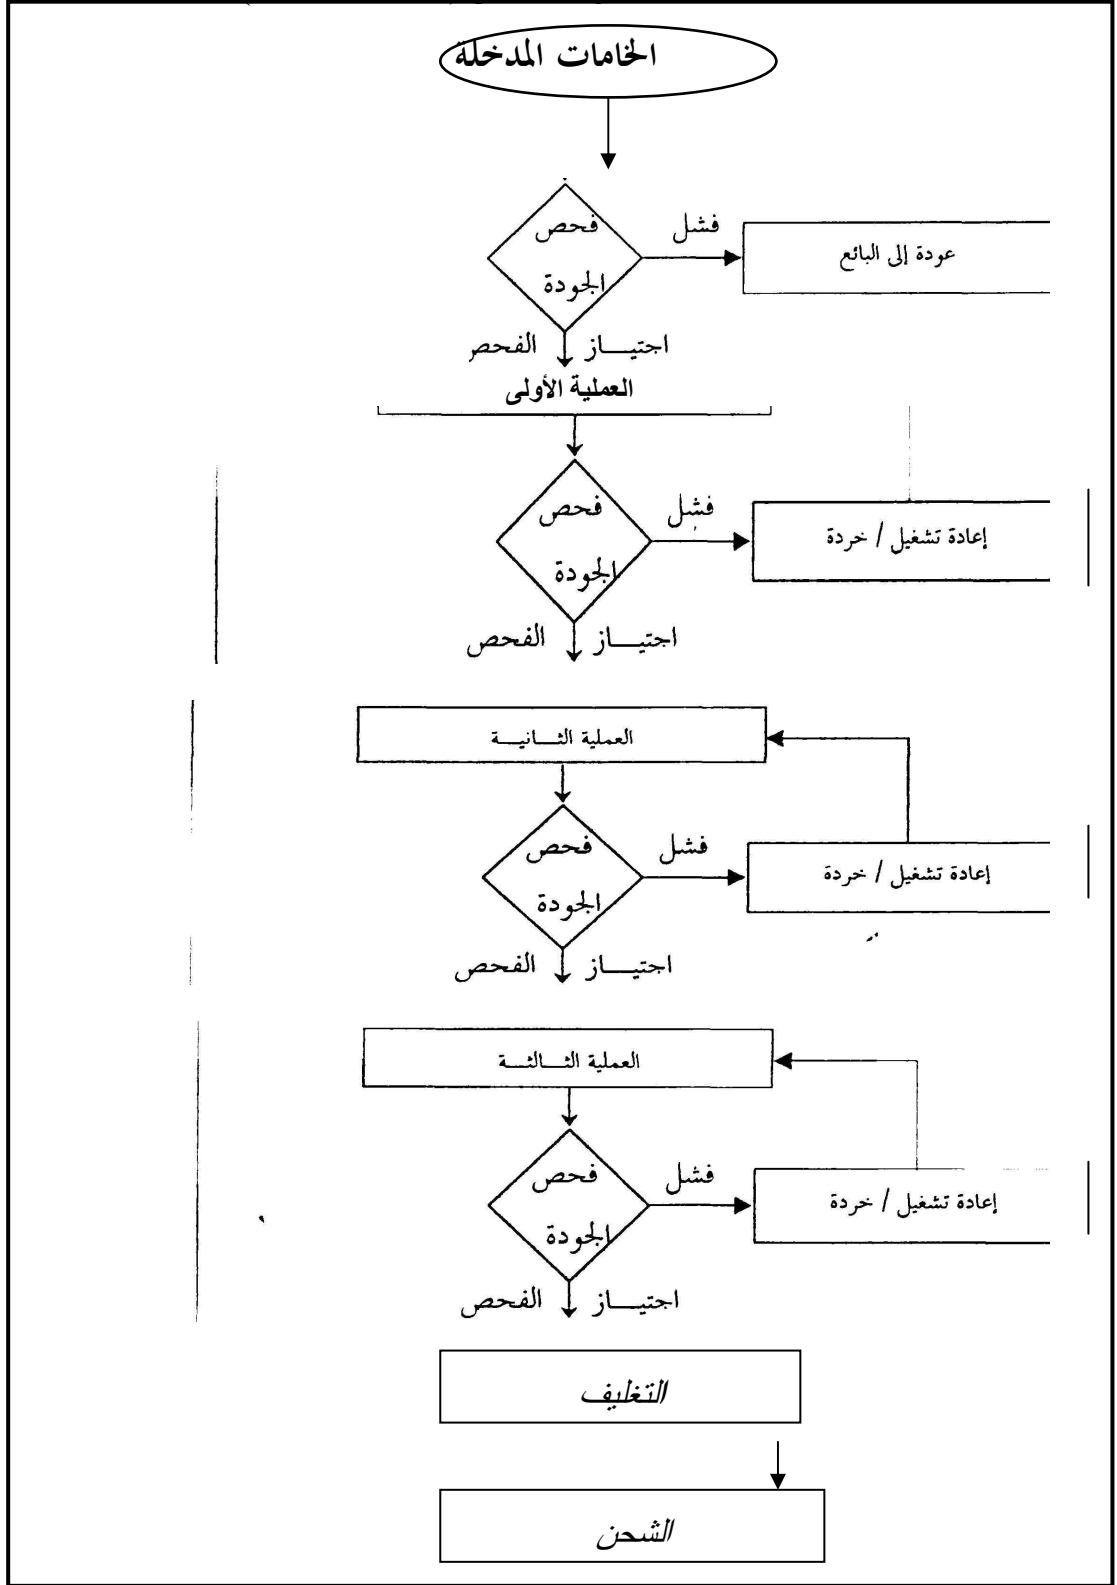 الخامات المدخلة
فحص
الجودة
فشل
عودة إلى البائع
اجتيـــاز الفحص
العملية الأولى
فحص
الجودة
فشل
إعادة تشغيل / خردة
اجتيـــاز الفحص
العملية الثـــانيـــة
فحص
الجودة
فشل
إعادة تشغيل / خردة
اجتيـــاز الفحص
العملية الثـــالثـــة
فحص
الجودة
فشل
إعادة تشغيل / خردة
اجتيـــاز الفحص
التغليف
الشحن